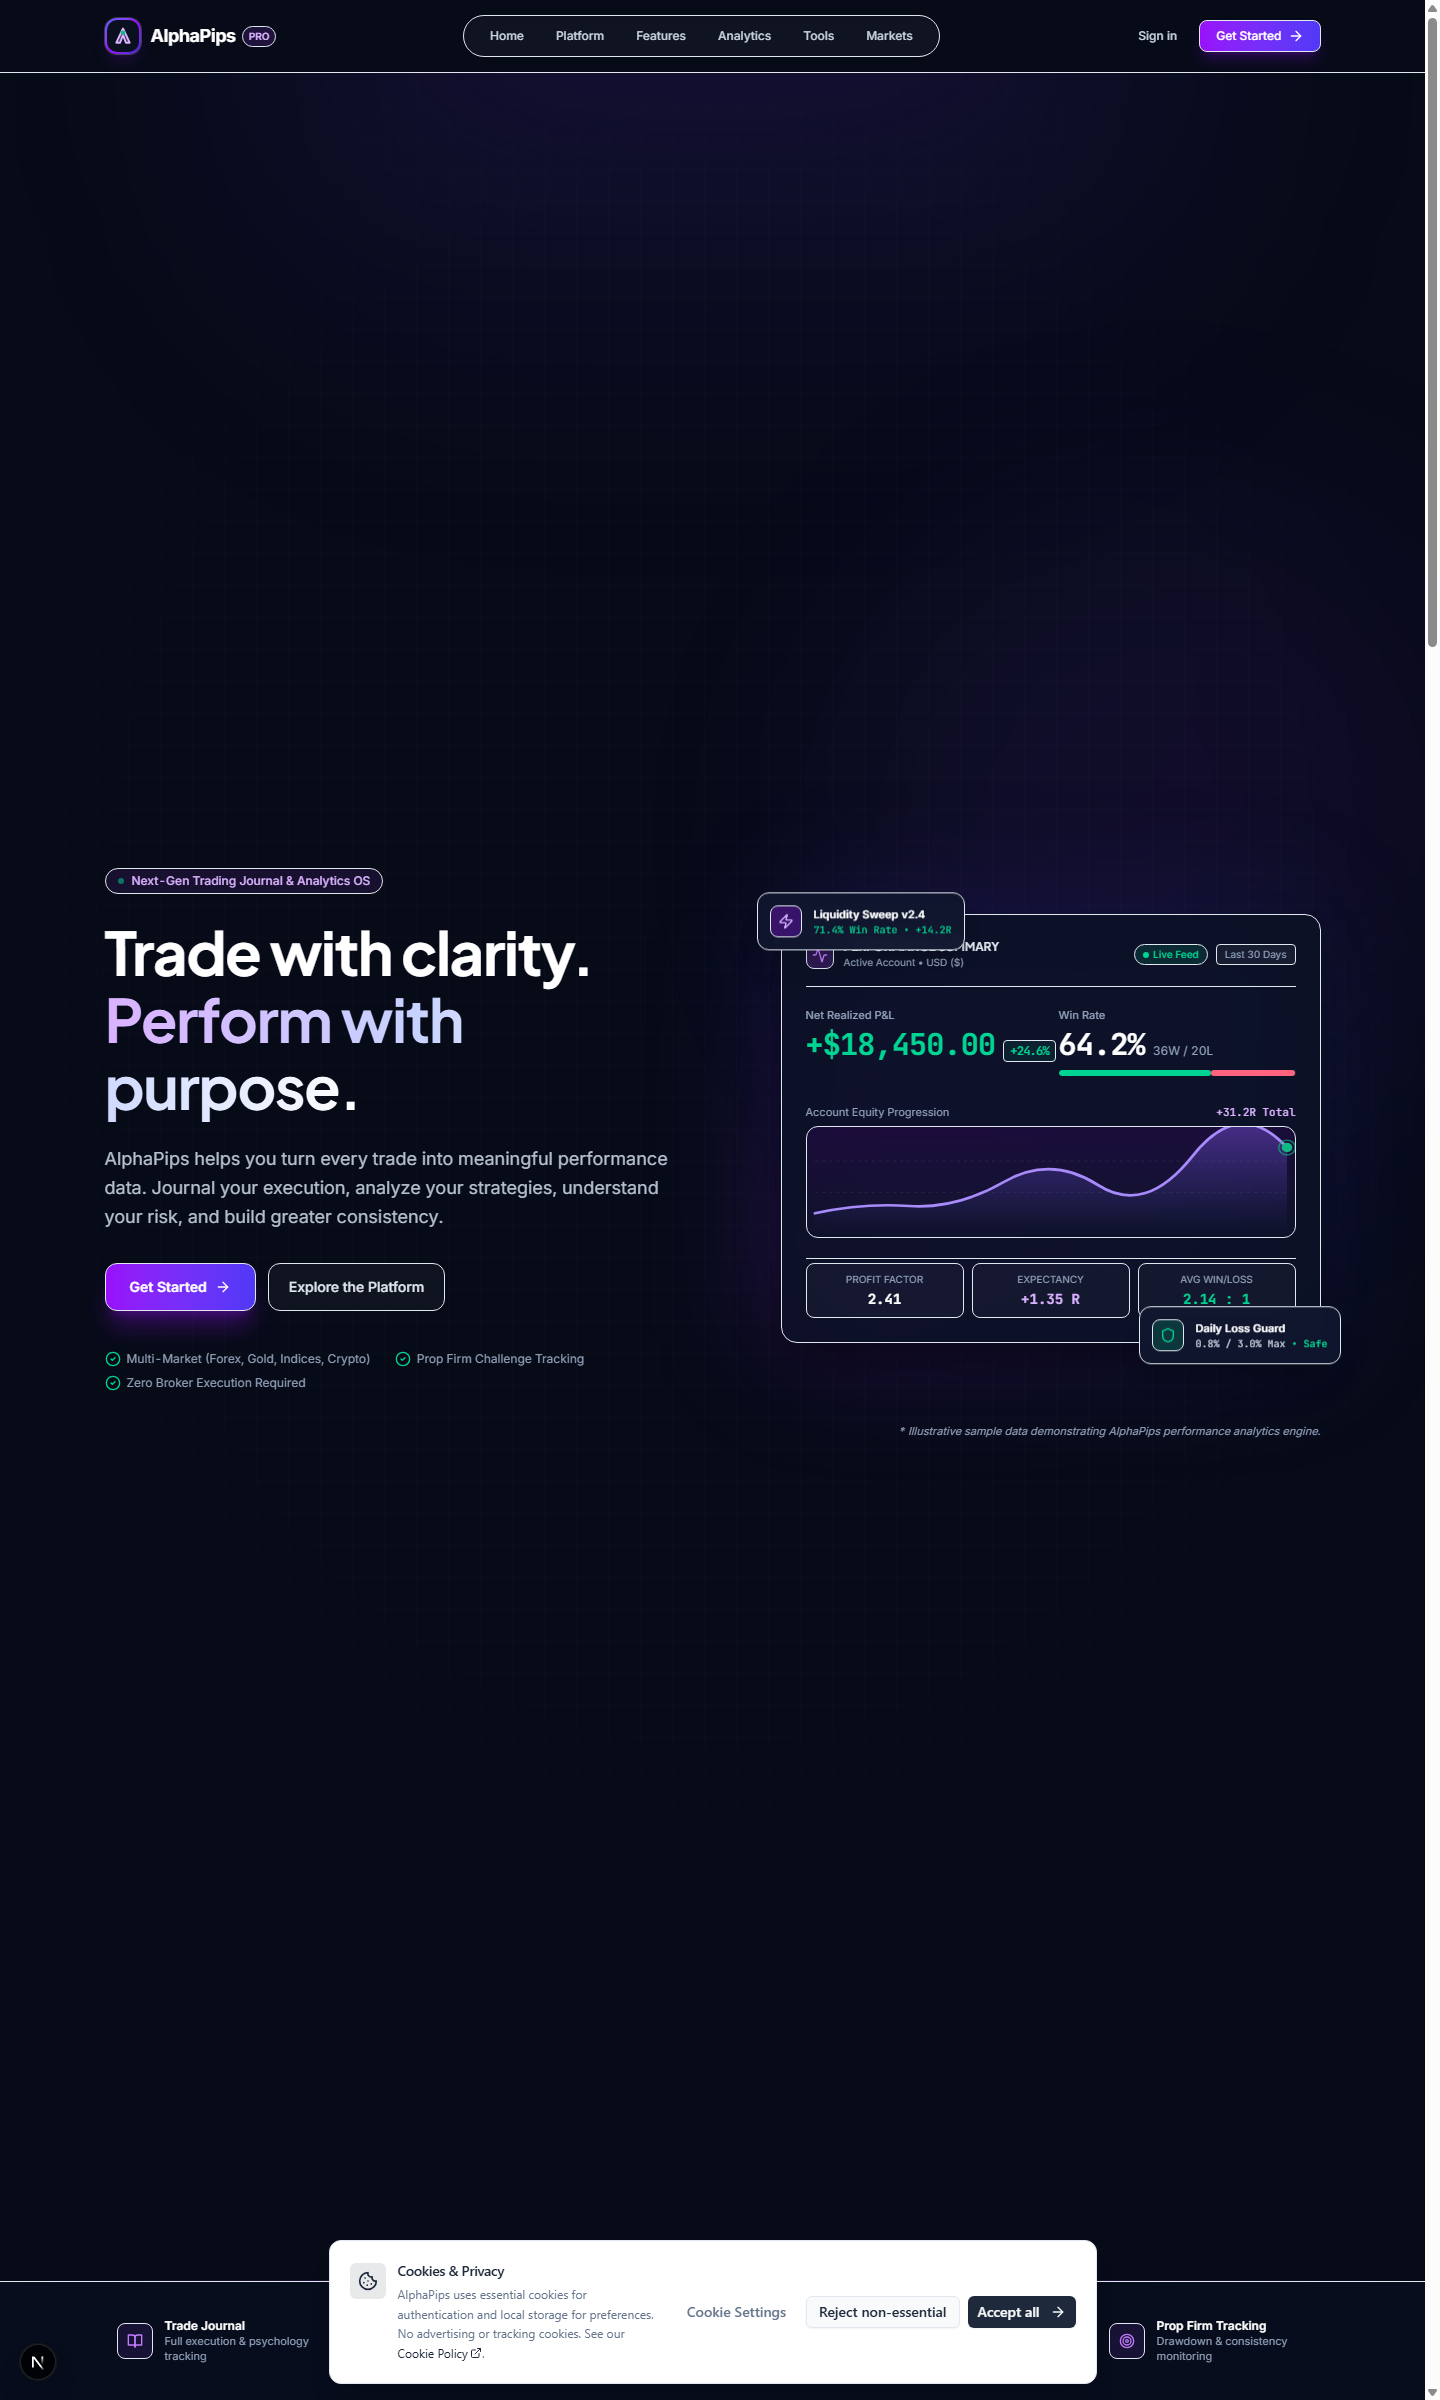 AlphaPips PRO
Home Platform Features Analytics Tools Markets
Sign in
Get Started
Next-Gen Trading Journal & Analytics OS
Trade with clarity.
Perform with
purpose.
AlphaPips helps you turn every trade into meaningful performance
data. Journal your execution, analyze your strategies, understand
your risk, and build greater consistency.
Get Started
Explore the Platform
Multi-Market (Forex, Gold, Indices, Crypto)
Prop Firm Challenge Tracking
Zero Broker Execution Required
Liquidity Sweep v2.4
71.4% Win Rate • +14.2R
Active Account • USD ($)
Live Feed
Last 30 Days
Net Realized P&L
+$18,450.00 +24.6%
Win Rate
64.2% 36W / 20L
Account Equity Progression
+31.2R Total
PROFIT FACTOR
2.41
EXPECTANCY
+1.35 R
AVG WIN/LOSS
2.14 : 1
Daily Loss Guard
0.8% / 3.0% Max • Safe
* Illustrative sample data demonstrating AlphaPips performance analytics engine.
Trade Journal
Full execution & psychology
tracking
Cookies & Privacy
AlphaPips uses essential cookies for
authentication and local storage for preferences.
No advertising or tracking cookies. See our
Cookie Policy.
Cookie Settings
Reject non-essential
Accept all
Prop Firm Tracking
Drawdown & consistency
monitoring
N